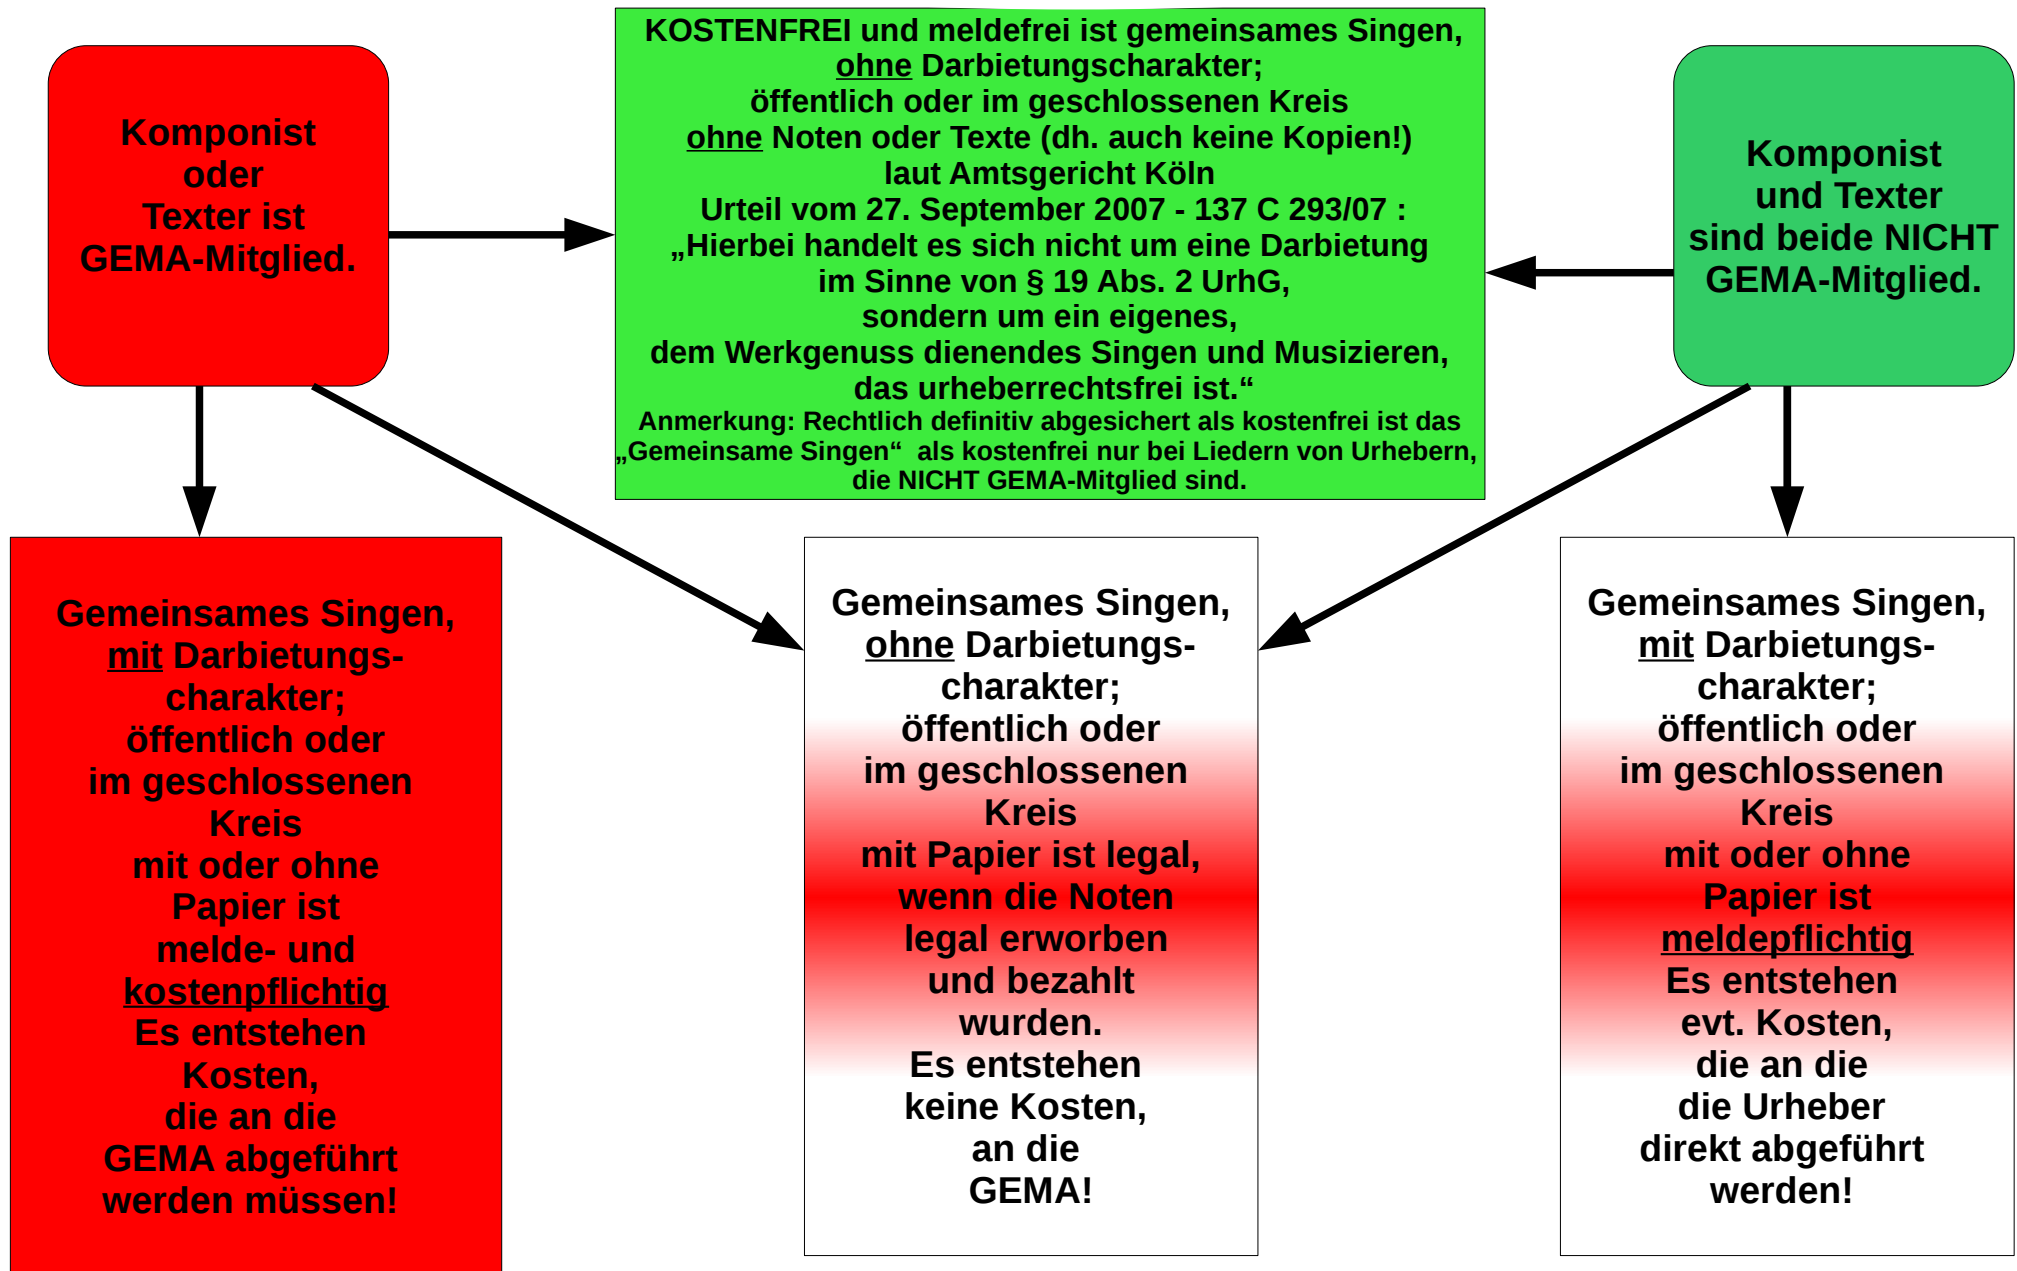 Komponist
oder
Texter ist
GEMA-Mitglied.
KOSTENFREI und meldefrei ist gemeinsames Singen,
ohne Darbietungscharakter;
öffentlich oder im geschlossenen Kreis
ohne Noten oder Texte (dh. auch keine Kopien!)
laut Amtsgericht Köln
Urteil vom 27. September 2007 - 137 C 293/07 :
„Hierbei handelt es sich nicht um eine Darbietung
im Sinne von § 19 Abs. 2 UrhG,
sondern um ein eigenes,
dem Werkgenuss dienendes Singen und Musizieren,
das urheberrechtsfrei ist.“
Anmerkung: Rechtlich definitiv abgesichert als kostenfrei ist das
„Gemeinsame Singen“ als kostenfrei nur bei Liedern von Urhebern,
die NICHT GEMA-Mitglied sind.
Komponist
und Texter
sind beide NICHT
GEMA-Mitglied.
Gemeinsames Singen,
mit Darbietungs-
charakter;
öffentlich oder
im geschlossenen
Kreis
mit oder ohne
Papier ist
melde- und
kostenpflichtig
Es entstehen
Kosten,
die an die
GEMA abgeführt
werden müssen!
Gemeinsames Singen,
ohne Darbietungs-
charakter;
öffentlich oder
im geschlossenen
Kreis
mit Papier ist legal,
wenn die Noten
legal erworben
und bezahlt
wurden.
Es entstehen
keine Kosten,
an die
GEMA!
Gemeinsames Singen,
mit Darbietungs-
charakter;
öffentlich oder
im geschlossenen
Kreis
mit oder ohne
Papier ist
meldepflichtig
Es entstehen
evt. Kosten,
die an die
die Urheber
direkt abgeführt
werden!